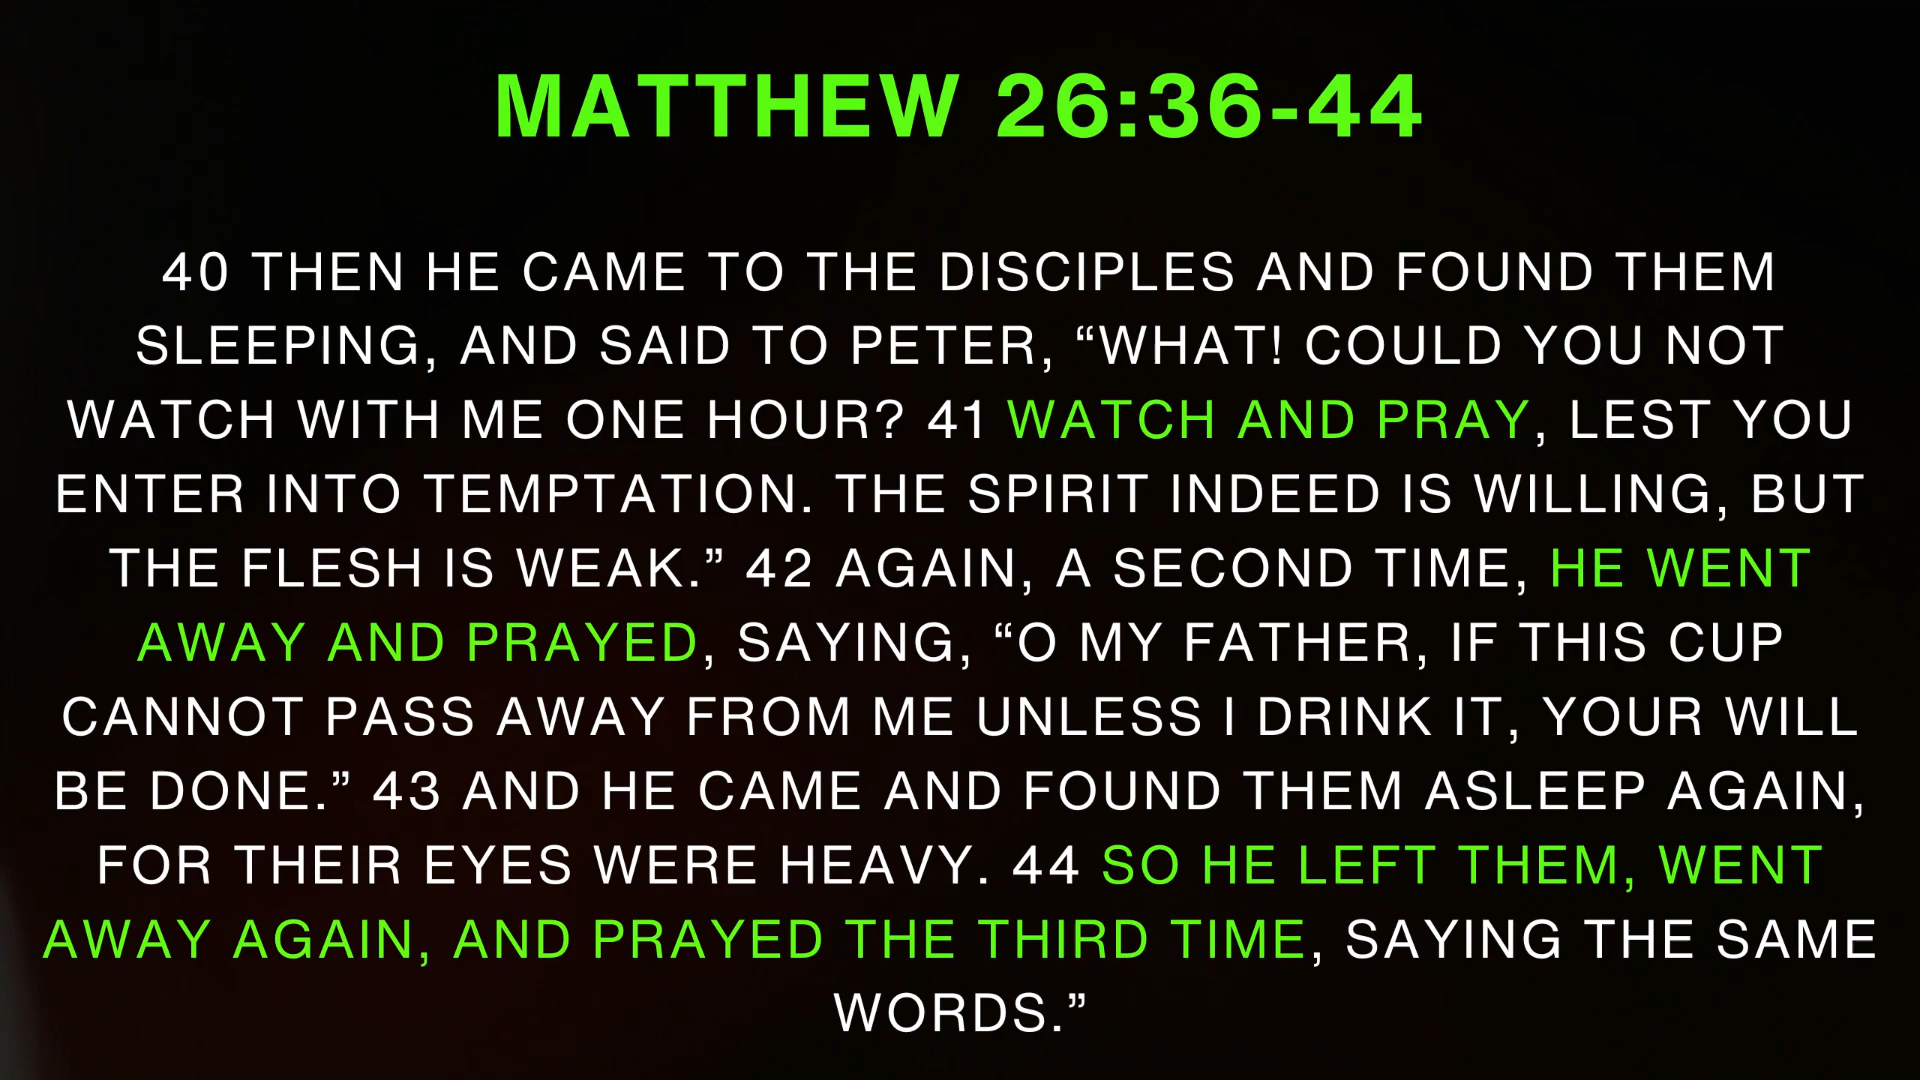 MATTHEW 26:36-44
40 THEN HE CAME TO THE DISCIPLES AND FOUND THEM
SLEEPING, AND SAID TO PETER, “WHAT! COULD YOU NOT
WATCH WITH ME ONE HOUR? 41 WATCH AND PRAY, LEST YOU
ENTER INTO TEMPTATION. THE SPIRIT INDEED IS WILLING, BUT
THE FLESH IS WEAK.” 42 AGAIN, A SECOND TIME, HE WENT
AWAY AND PRAYED, SAYING, “O MY FATHER, IF THIS CUP
CANNOT PASS AWAY FROM ME UNLESS I DRINK IT, YOUR WILL
BE DONE.” 43 AND HE CAME AND FOUND THEM ASLEEP AGAIN,
FOR THEIR EYES WERE HEAVY. 44 SO HE LEFT THEM, WENT
AWAY AGAIN, AND PRAYED THE THIRD TIME, SAYING THE SAME
WORDS.”